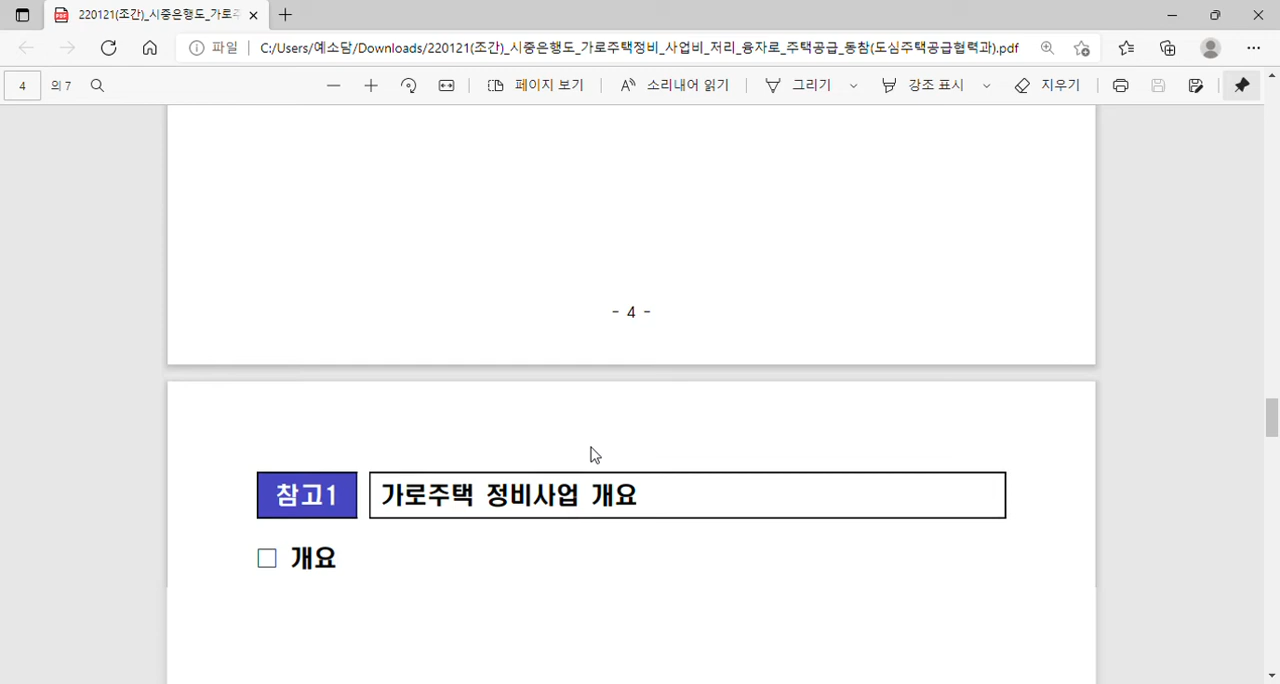 220121(조간)_시중은행도_가로주
파일
C:/Users/예소담/Downloads/220121(조간)_시중은행도_가로주택정비_사업비_저리_융자로_주택공급_동참(도심주택공급협력과).pdf
4 의 7
페이지 보기
소리내어 읽기
그리기
강조 표시
지우기
- 4 -
참고1 가로주택 정비사업 개요
□ 개요